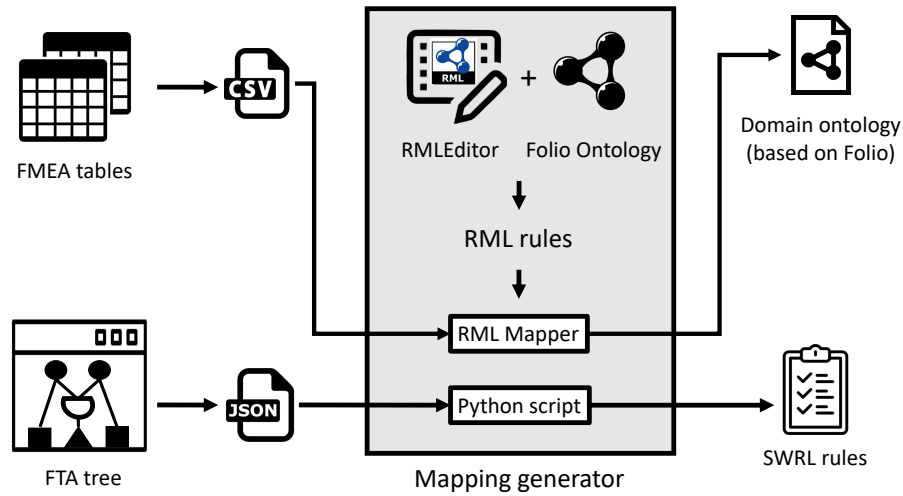 FMEA tables
CSV
RML
+
RMLEditor
Folio Ontology
RML rules
RML Mapper
Python script
Mapping generator
Domain ontology
(based on Folio)
FTA tree
JSON
SWRL rules